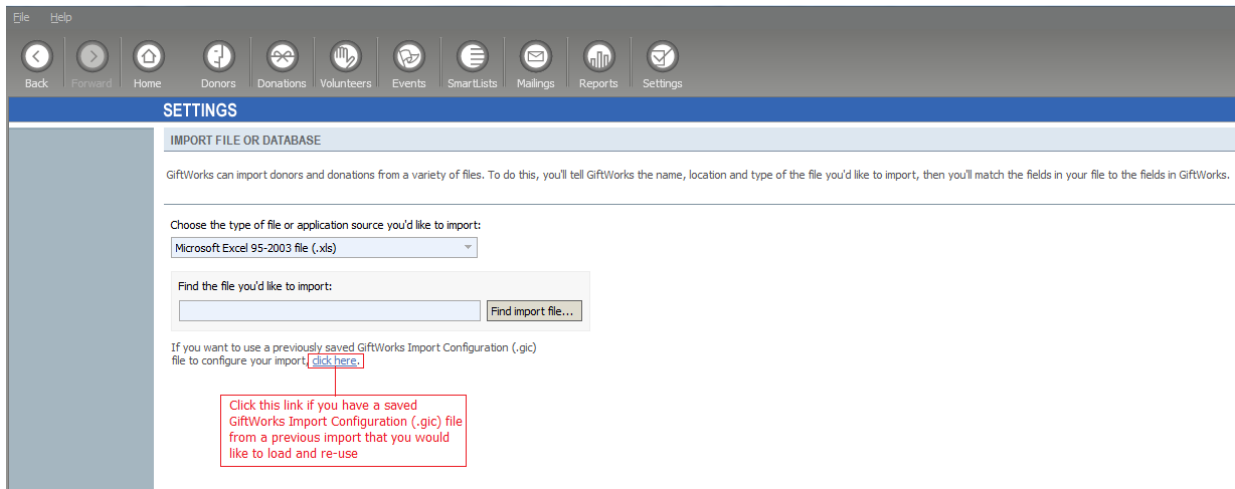 File Help
Back Forward Home Donors Donations Volunteers Events SmartLists Mailings Reports Settings
SETTINGS
IMPORT FILE OR DATABASE
GiftWorks can import donors and donations from a variety of files. To do this, you'll tell GiftWorks the name, location and type of the file you'd like to import, then you'll match the fields in your file to the fields in GiftWorks.
Choose the type of file or application source you'd like to import:
Microsoft Excel 95-2003 file (.xls)
Find the file you'd like to import:
Find import file...
If you want to use a previously saved GiftWorks Import Configuration (.gic)
file to configure your import, click here.
Click this link if you have a saved
GiftWorks Import Configuration (.gic) file
from a previous import that you would
like to load and re-use